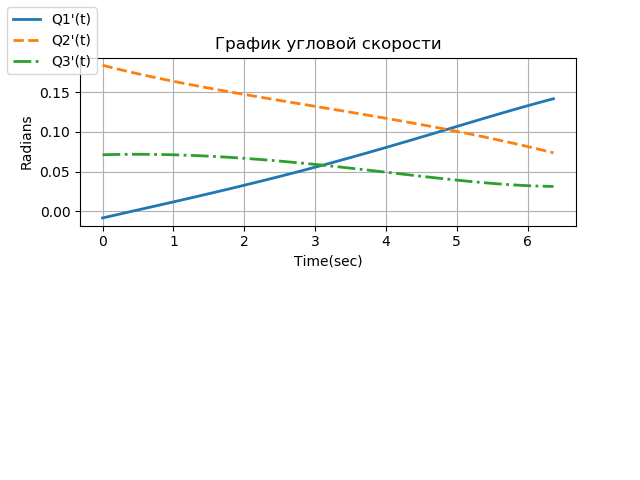 Q1'(t)
Q2'(t)
Q3'(t)
График угловой скорости
Radians
0.15
0.10
0.05
0.00
0 1 2 3 4 5 6
Time(sec)